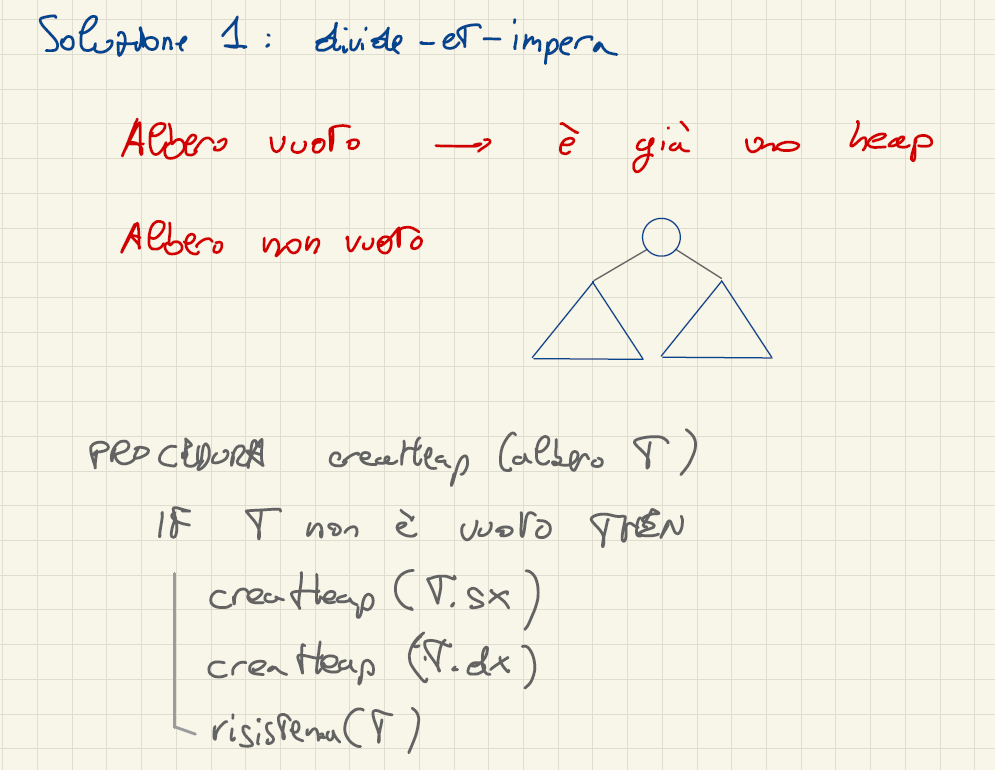 Soluzione 1: divide-et-impera
Albero vuoto → è già uno heap
Albero non vuoto
PROCEDURA creaHeap (albero T)
IF T non è vuoto THEN
creaHeap (T.sx)
creaHeap (T.dx)
risistema(T)